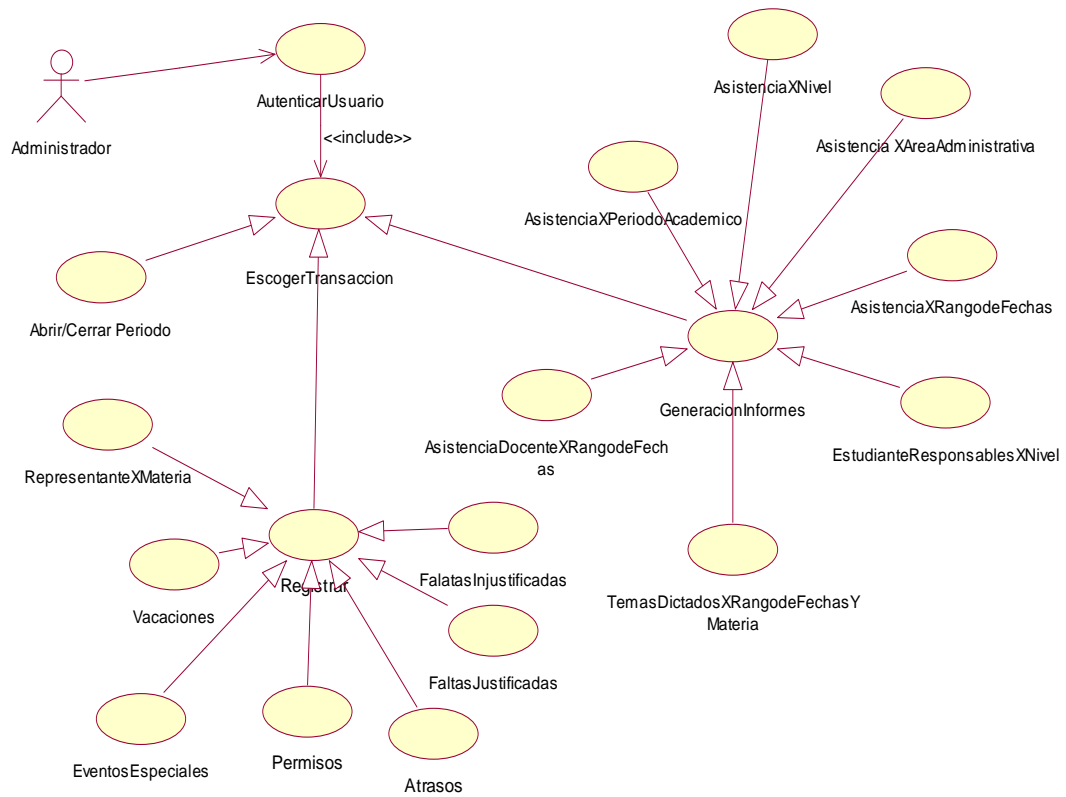 AsistenciaXNivel
AutenticarUsuario
<<include>>
Administrador
Asistencia XAreaAdministrativa
AsistenciaXPeriodoAcademico
EscogerTransaccion
AsistenciaXRangodeFechas
Abrir/Cerrar Periodo
GeneracionInformes
AsistenciaDocenteXRangodeFech
as
EstudianteResponsablesXNivel
RepresentanteXMateria
Registrar
FalatasInjustificadas
Vacaciones
TemasDictadosXRangodeFechasY
Materia
FaltasJustificadas
EventosEspeciales
Permisos
Atrasos